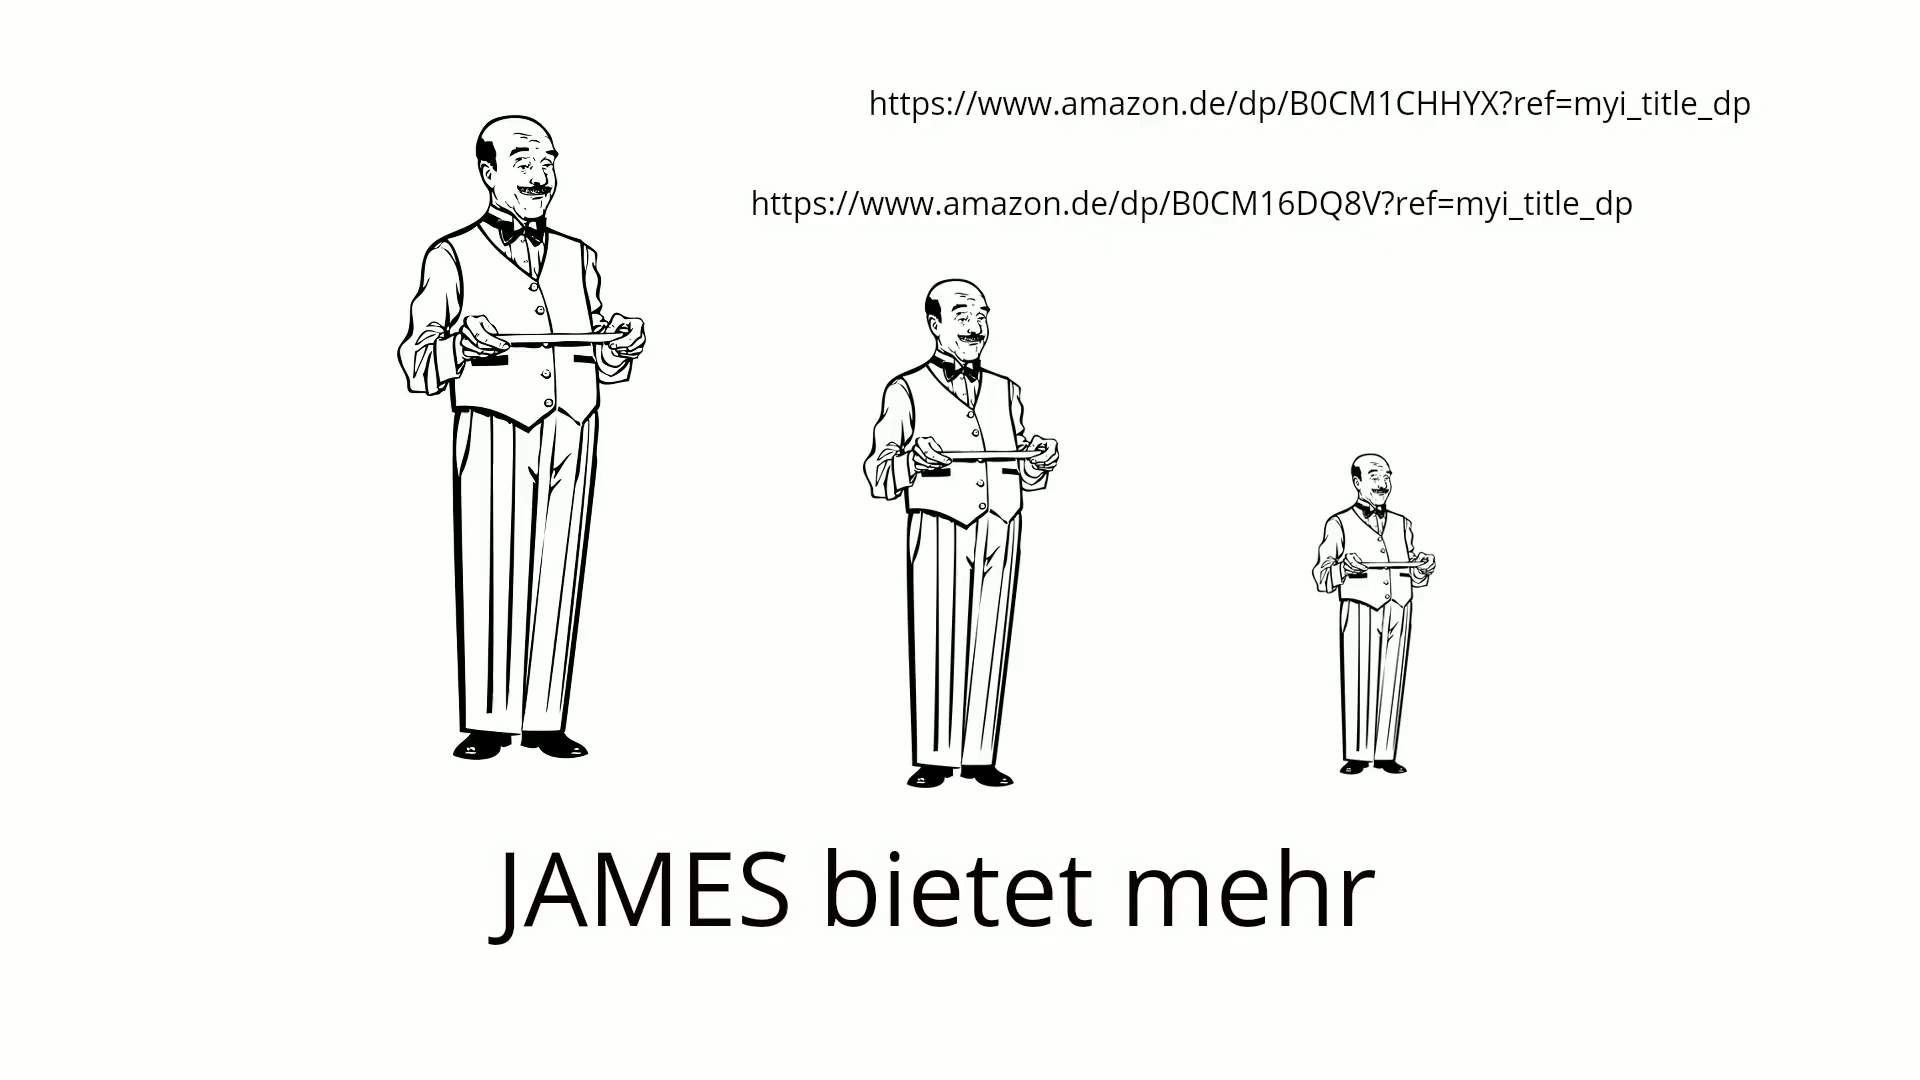 https://www.amazon.de/dp/B0CM1CHHYX?ref=myi_title_dp
https://www.amazon.de/dp/B0CM16DQ8V?ref=myi_title_dp
JAMES bietet mehr